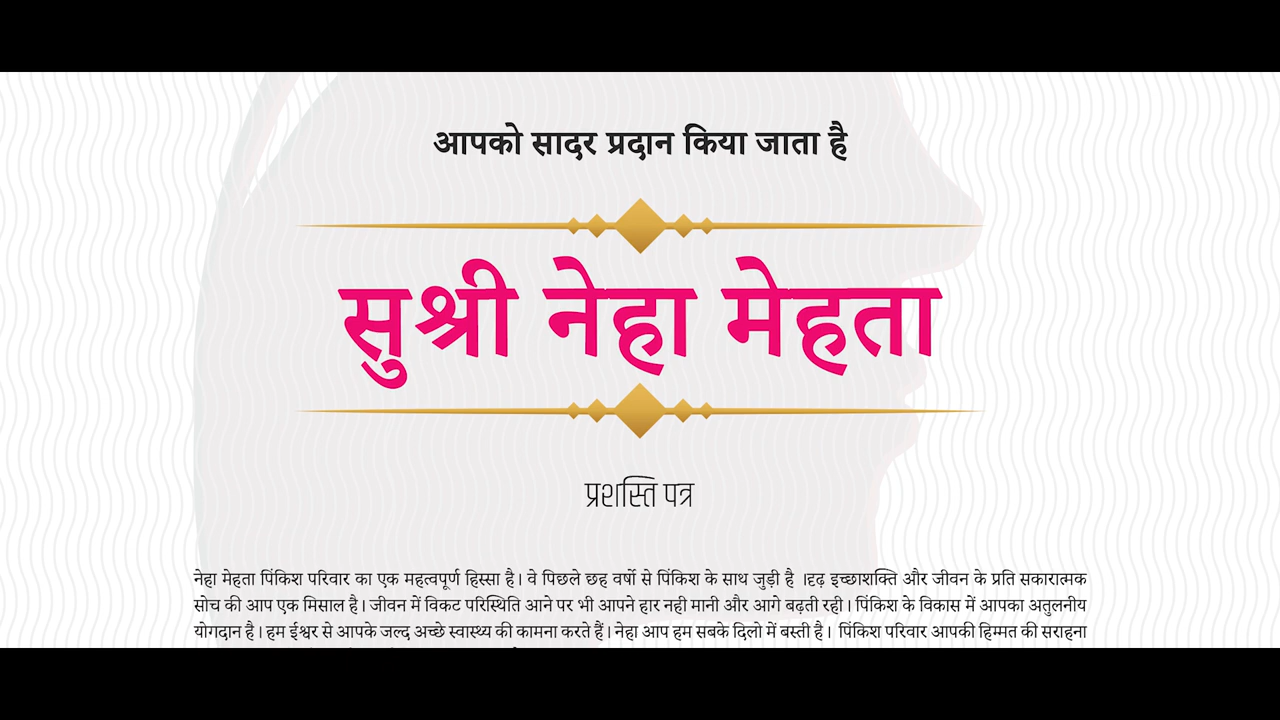 आपको सादर प्रदान किया जाता है
सुश्री नेहा मेहता
प्रशस्ति पत्र
नेहा मेहता पिंकिश परिवार का एक महत्वपूर्ण हिस्सा है। वे पिछले छह वर्षो से पिंकिश के साथ जुड़ी है ।दृढ़ इच्छाशक्ति और जीवन के प्रति सकारात्मक
सोच की आप एक मिसाल है। जीवन में विकट परिस्थिति आने पर भी आपने हार नही मानी और आगे बढ़ती रही। पिंकिश के विकास में आपका अतुलनीय
योगदान है। हम ईश्वर से आपके जल्द अच्छे स्वास्थ्य की कामना करते हैं। नेहा आप हम सबके दिलो में बस्ती है। पिंकिश परिवार आपकी हिम्मत की सराहना